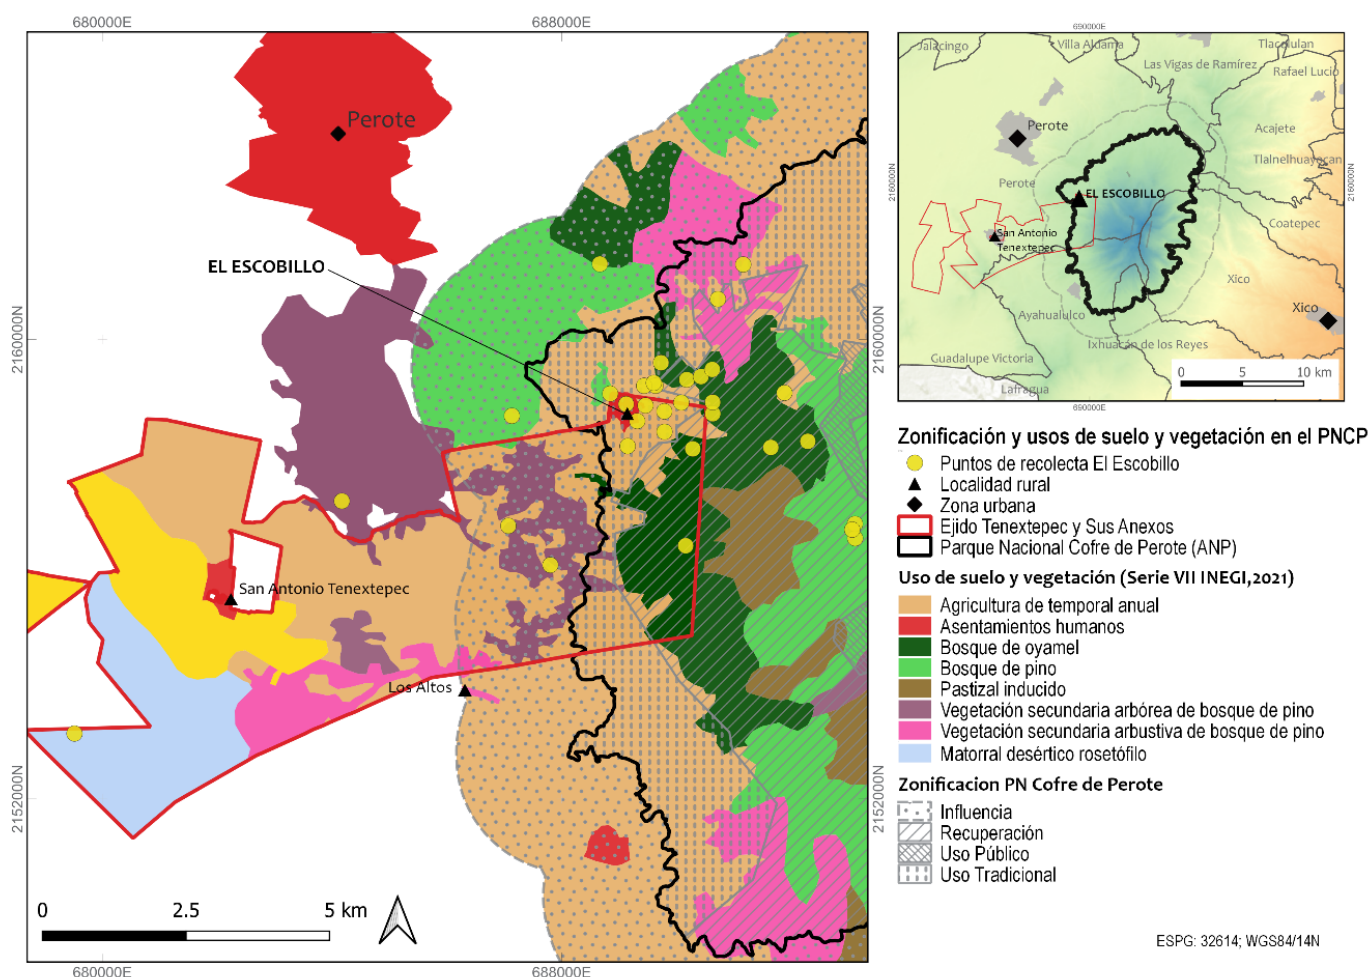 680000E
688000E
Perote
EL ESCOBILLO
2160000N
2160000N
San Antonio Tenextepec
Los Altos
2152000N
2152000N
0 2.5 5 km
680000E
688000E
690000E
Jalacingo
Villa Aldama
Tlacolulan
Las Vigas de Ramírez
Rafael Lucio
Perote
Acajete
Tlalnelhuayocan
Perote
2160000N
2160000N
EL ESCOBILLO
San Antonio
Tenextepec
Coatepec
Xico
Ayahualulco
Xico
Ixhuacán de los Reyes
Guadalupe Victoria
Lafragua
0 5 10 km
690000E
Zonificación y usos de suelo y vegetación en el PNCP
Puntos de recolecta El Escobillo
Localidad rural
Zona urbana
Ejido Tenextepec y Sus Anexos
Parque Nacional Cofre de Perote (ANP)
Uso de suelo y vegetación (Serie VII INEGI,2021)
Agricultura de temporal anual
Asentamientos humanos
Bosque de oyamel
Bosque de pino
Pastizal inducido
Vegetación secundaria arbórea de bosque de pino
Vegetación secundaria arbustiva de bosque de pino
Matorral desértico rosetófilo
Zonificacion PN Cofre de Perote
Influencia
Recuperación
Uso Público
Uso Tradicional
ESPG: 32614; WGS84/14N